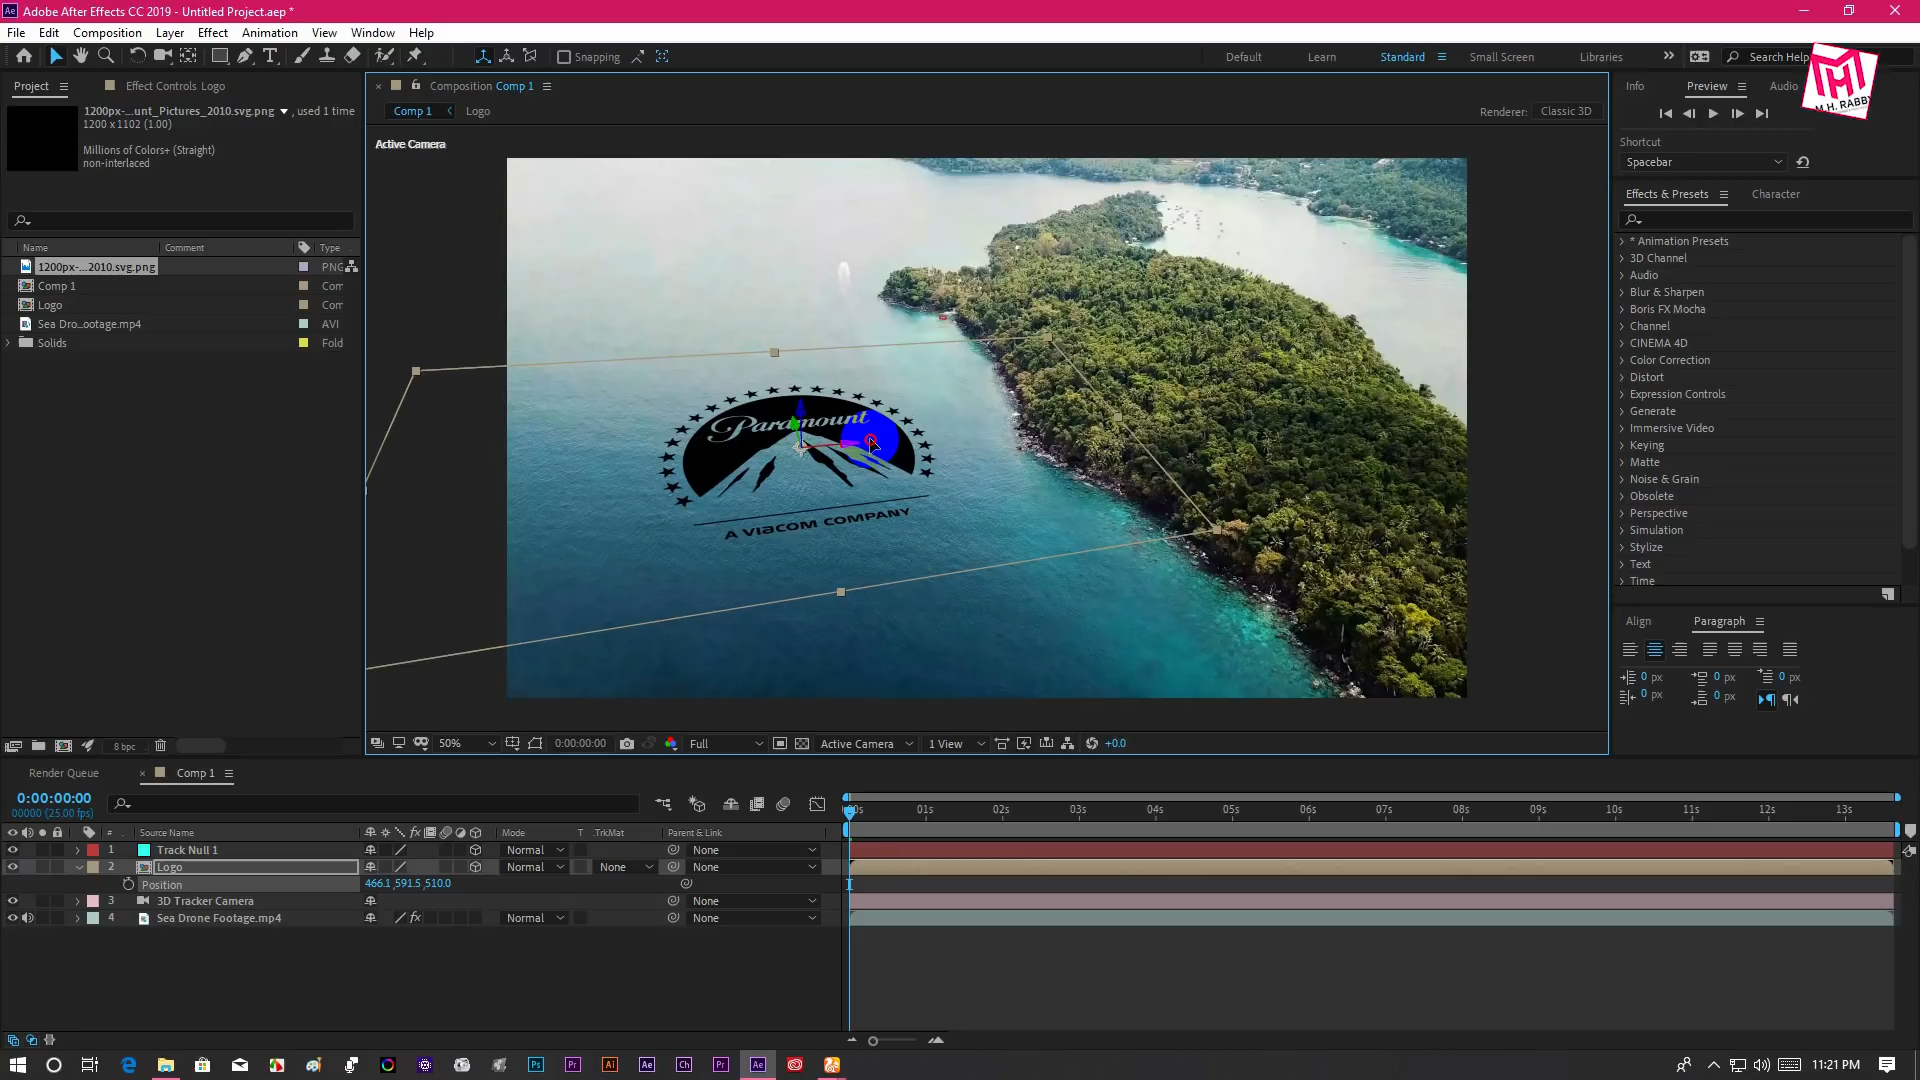 Adobe After Effects CC 2019 - Untitled Project.aep *
File Edit Composition Layer Effect Animation View Window Help
Snapping
Default Learn Standard Small Screen Libraries
Search Help
M.H. RABBY
Project
Effect Controls Logo
1200px-...unt_Pictures_2010.svg.png , used 1 time
1200 x 1102 (1.00)
Millions of Colors+ (Straight)
non-interlaced
Name Comment Type
1200px-...2010.svg.png PNG
Comp 1 Com
Logo Com
Sea Dro...ootage.mp4 AVI
Solids Fold
8 bpc
Composition Comp 1
Comp 1 Logo
Renderer: Classic 3D
Active Camera
Paramount
A VIACOM COMPANY
50% 0:00:00:00 Full Active Camera 1 View +0.0
Info Preview Audio
Shortcut
Spacebar
Effects & Presets Character
* Animation Presets
3D Channel
Audio
Blur & Sharpen
Boris FX Mocha
Channel
CINEMA 4D
Color Correction
Distort
Expression Controls
Generate
Immersive Video
Keying
Matte
Noise & Grain
Obsolete
Perspective
Simulation
Stylize
Text
Time
Align Paragraph
0 px 0 px 0 px
0 px 0 px
Render Queue Comp 1
0:00:00:00
00000 (25.00 fps)
01s 02s 03s 04s 05s 06s 07s 08s 09s 10s 11s 12s 13s
# Source Name Mode T .TrkMat Parent & Link
1 Track Null 1 Normal None
2 Logo Normal None None
Position 466.1,591.5,510.0
3 3D Tracker Camera None
4 Sea Drone Footage.mp4 Normal None
11:21 PM